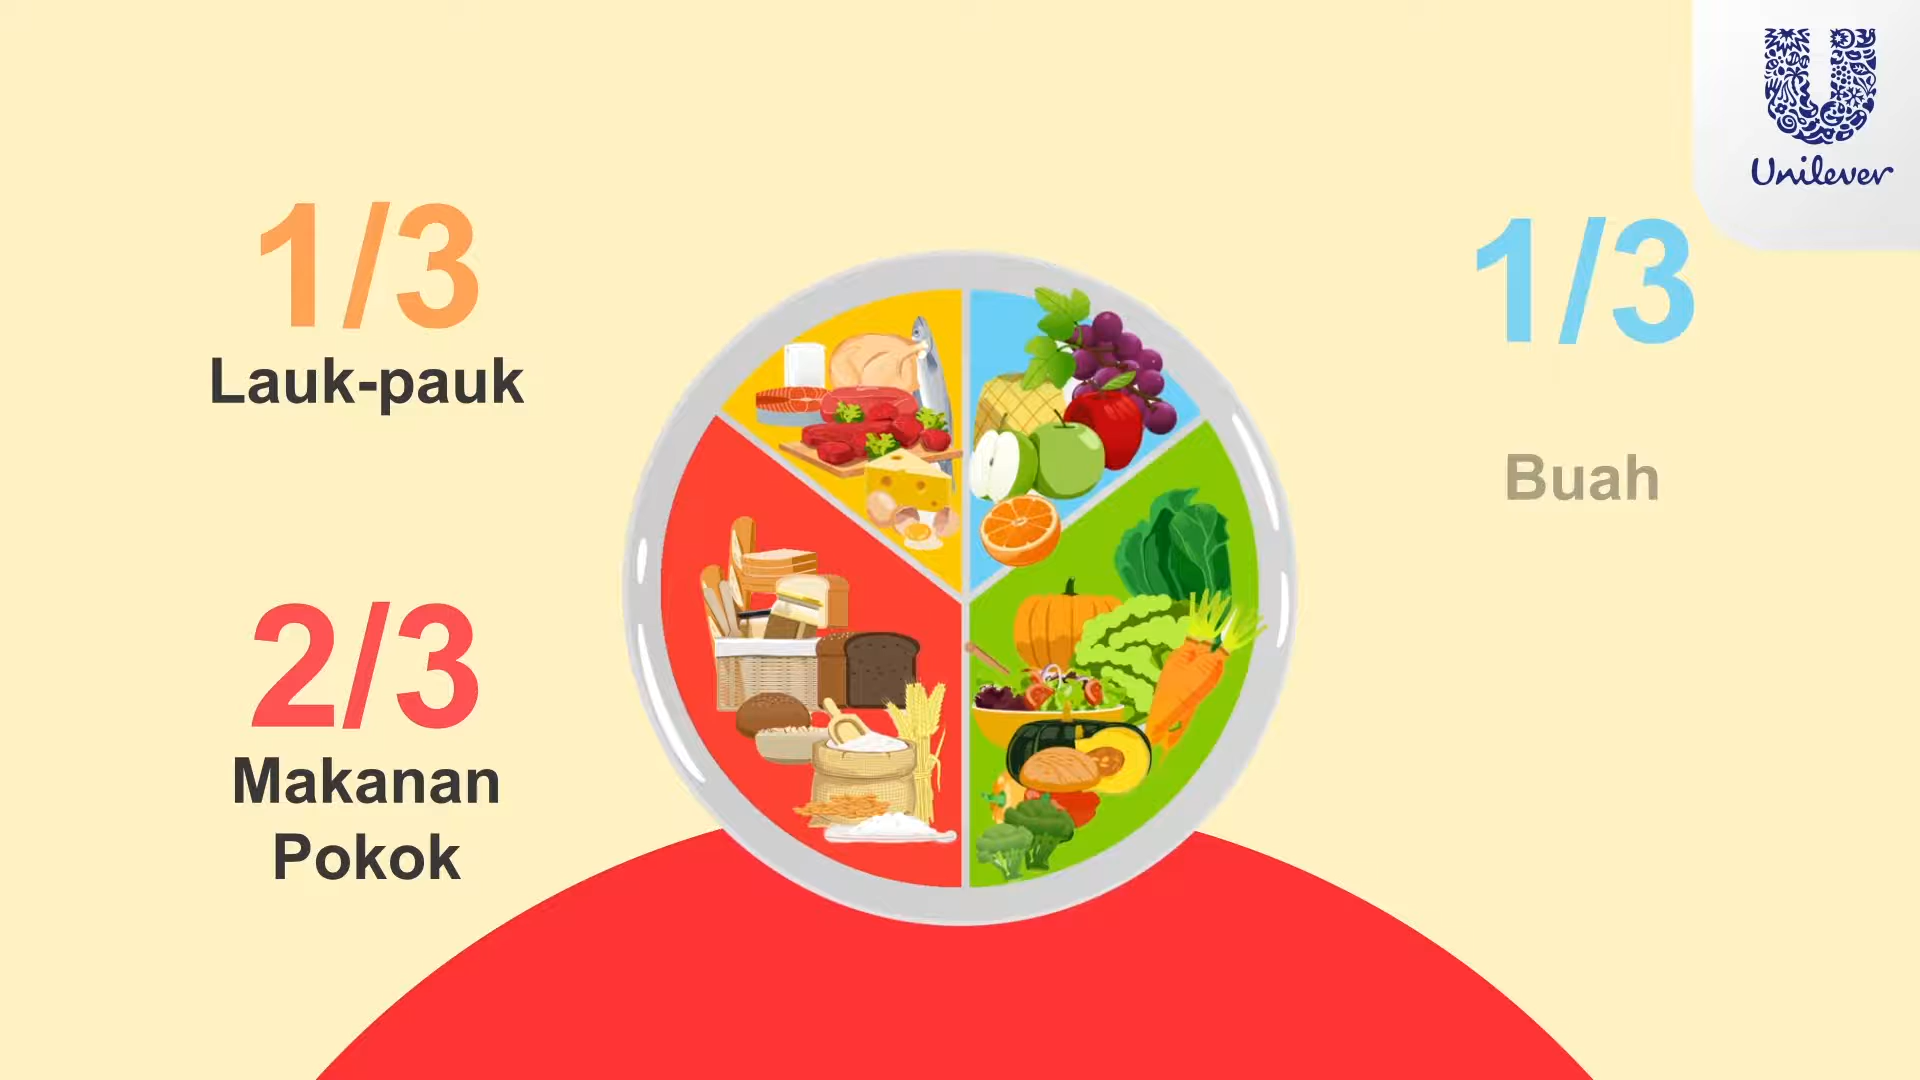 Unilever
1/3
Lauk-pauk
2/3
Makanan
Pokok
1/3
Buah